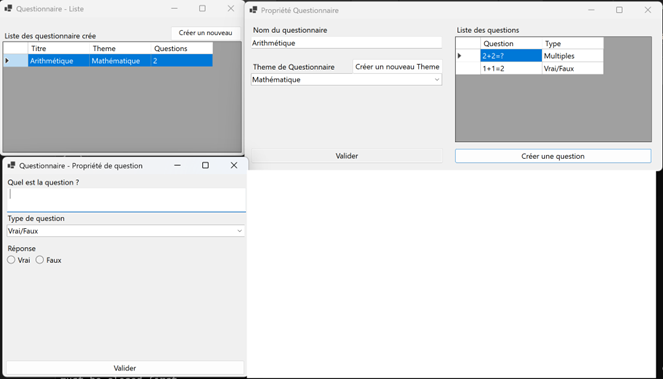 Questionnaire - Liste
Liste des questionnaire crée
Créer un nouveau
Titre Theme Questions
Arithmétique Mathématique 2
Propriété Questionnaire
Nom du questionnaire
Arithmétique
Theme de Questionnaire
Créer un nouveau Theme
Mathématique
Valider
Liste des questions
Question Type
2+2=? Multiples
1+1=2 Vrai/Faux
Créer une question
Questionnaire - Propriété de question
Quel est la question ?
Type de question
Vrai/Faux
Réponse
Vrai Faux
Valider